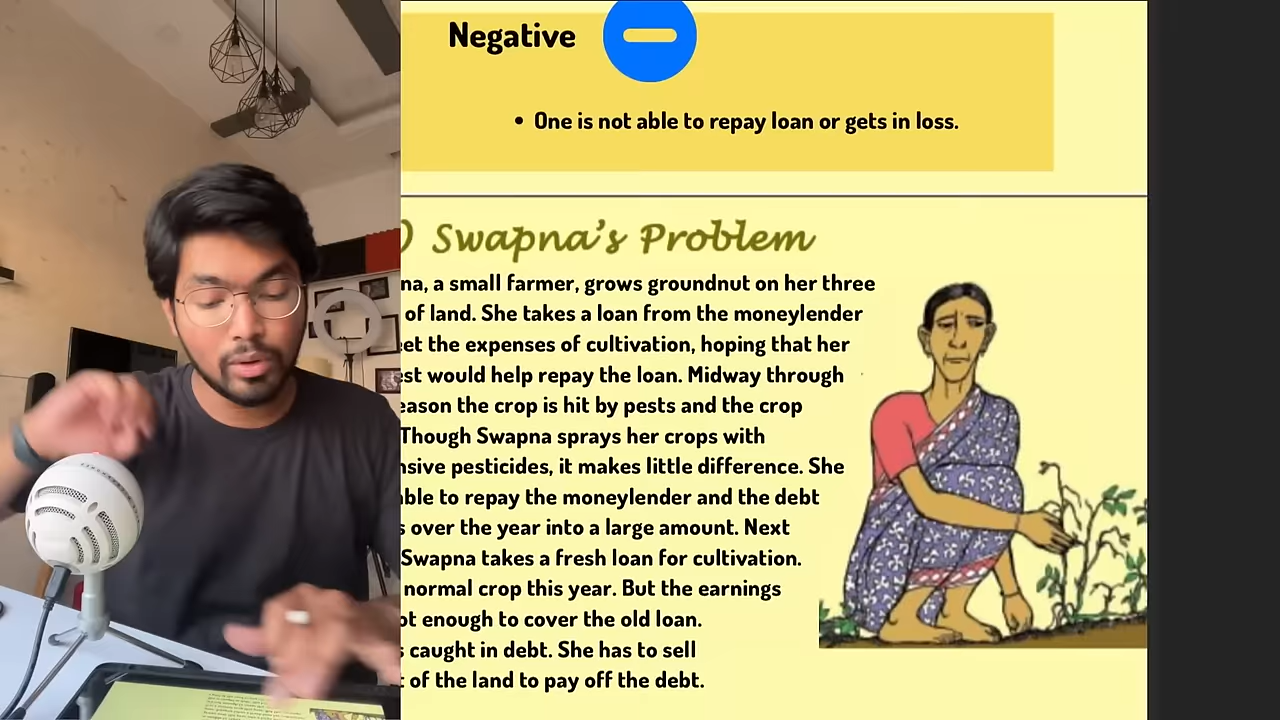 Negative
• One is not able to repay loan or gets in loss.
) Swapna's Problem
na, a small farmer, grows groundnut on her three
of land. She takes a loan from the moneylender
et the expenses of cultivation, hoping that her
est would help repay the loan. Midway through
eason the crop is hit by pests and the crop
Though Swapna sprays her crops with
nsive pesticides, it makes little difference. She
ble to repay the moneylender and the debt
s over the year into a large amount. Next
Swapna takes a fresh loan for cultivation.
normal crop this year. But the earnings
ot enough to cover the old loan.
s caught in debt. She has to sell
t of the land to pay off the debt.